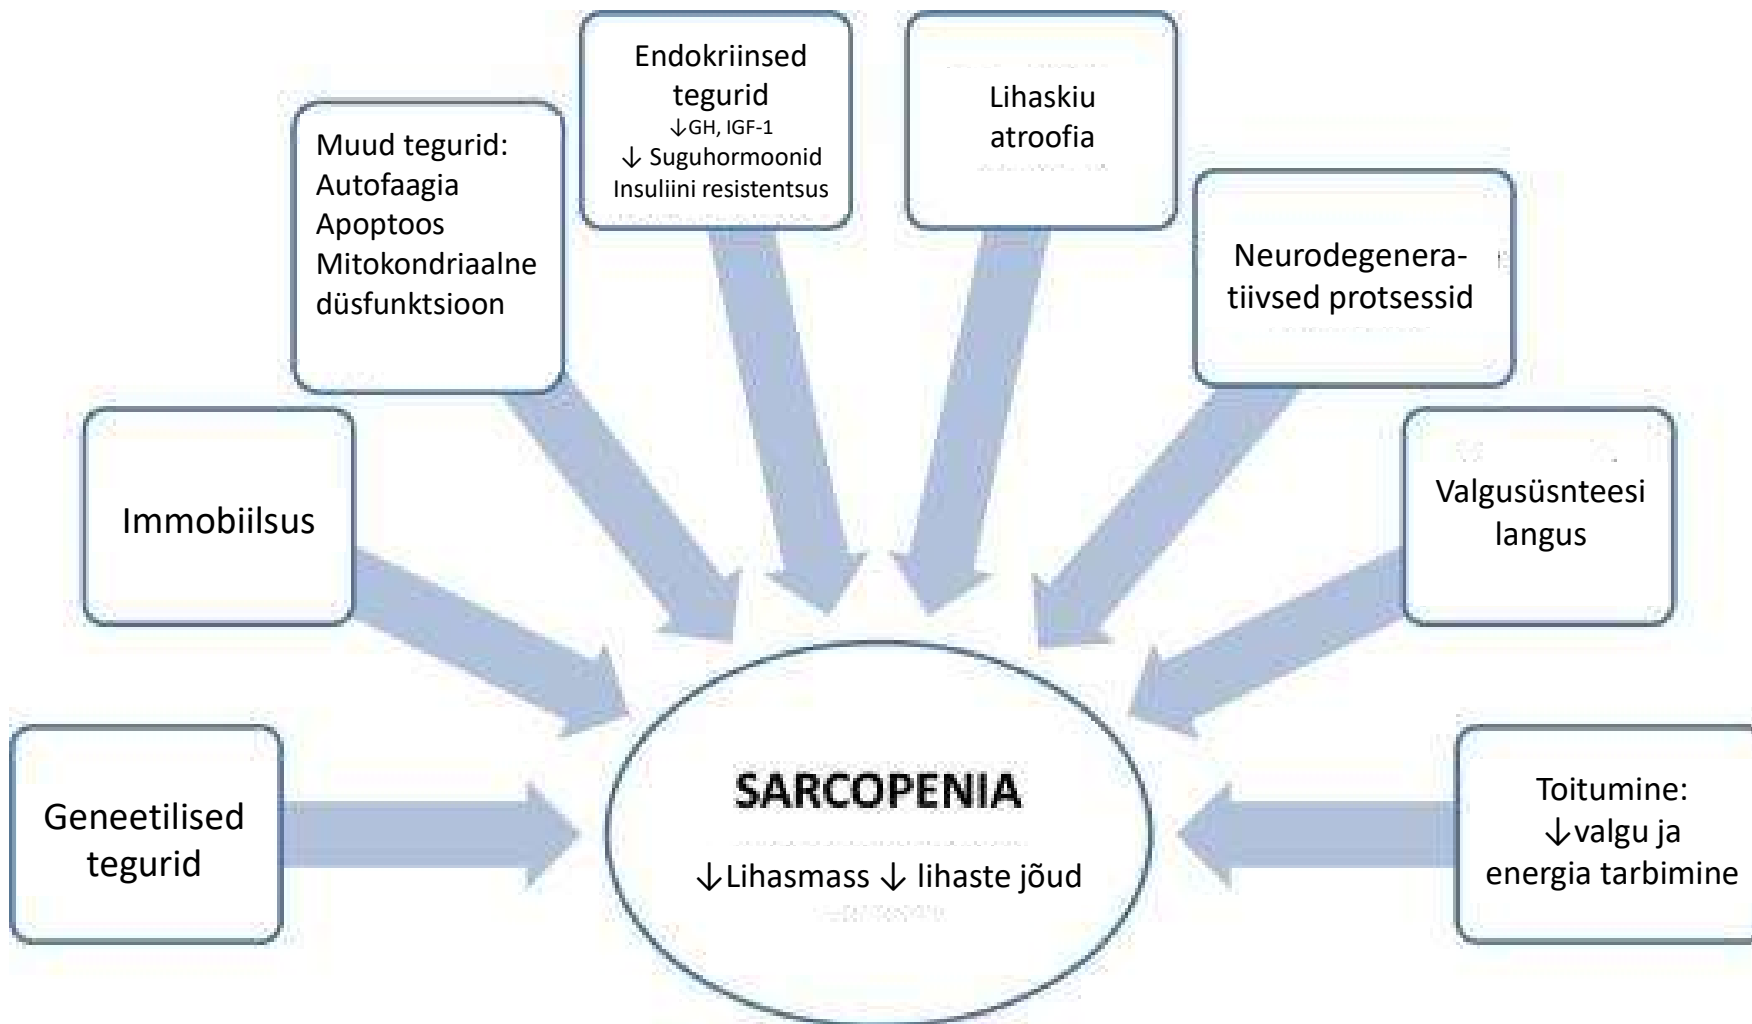 Endokriinsed
tegurid
↓GH, IGF-1
↓ Suguhormoonid
Insuliini resistentsus
Lihaskiu
atroofia
Muud tegurid:
Autofaagia
Apoptoos
Mitokondriaalne
düsfunktsioon
Neurodegenera-
tiivsed protsessid
Immobiilsus
Valgusüsnteesi
langus
Geneetilised
tegurid
SARCOPENIA
↓Lihasmass ↓ lihaste jõud
Toitumine:
↓valgu ja
energia tarbimine